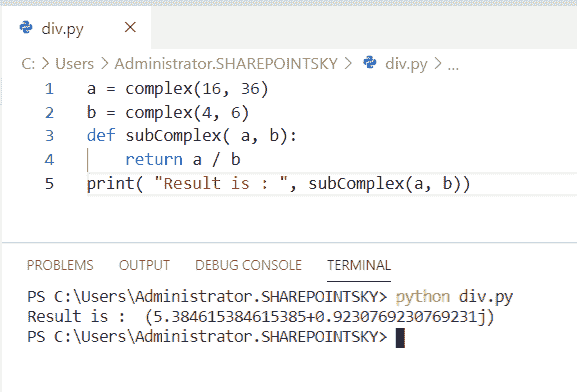 div.py
C: > Users > Administrator.SHAREPOINTSKY > div.py > ...
1 a = complex(16, 36)
2 b = complex(4, 6)
3 def subComplex( a, b):
4     return a / b
5 print( "Result is : ", subComplex(a, b))
PROBLEMS OUTPUT DEBUG CONSOLE TERMINAL
PS C:\Users\Administrator.SHAREPOINTSKY> python div.py
Result is :  (5.384615384615385+0.9230769230769231j)
PS C:\Users\Administrator.SHAREPOINTSKY>